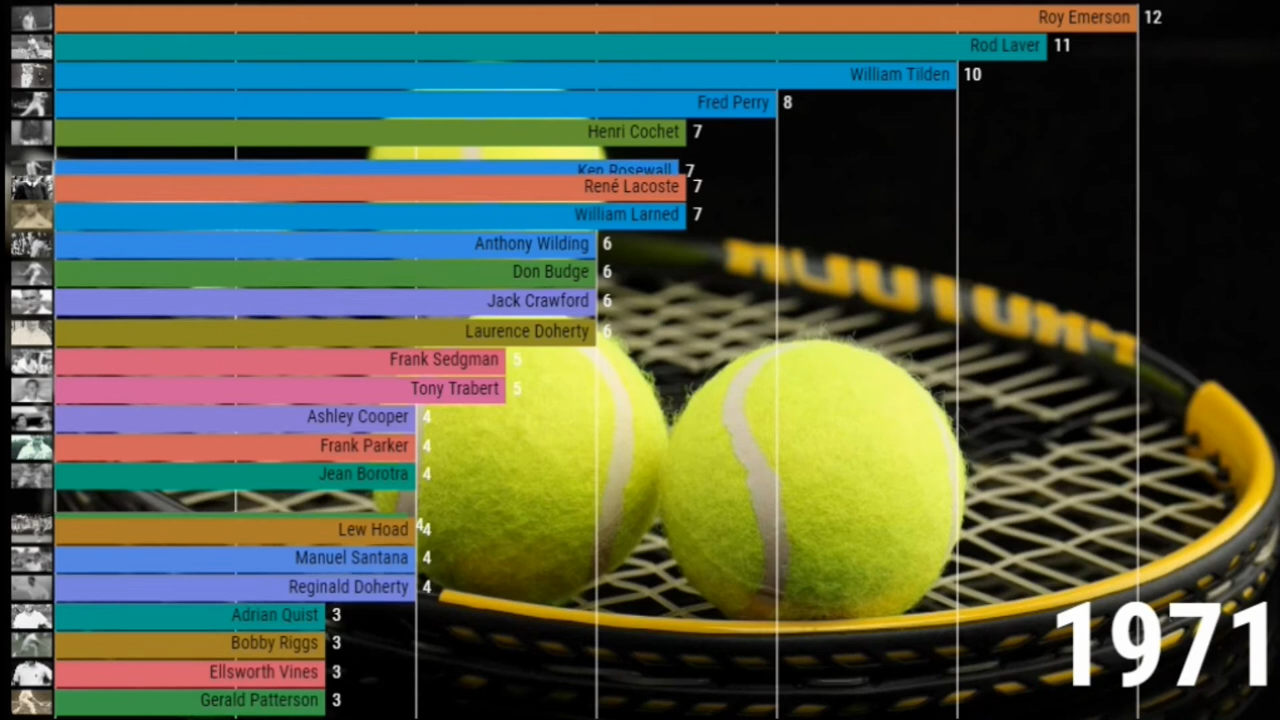 Roy Emerson 12
Rod Laver 11
William Tilden 10
Fred Perry 8
Henri Cochet 7
Ken Rosewall 7
René Lacoste 7
William Larned 7
Anthony Wilding 6
Don Budge 6
Jack Crawford 6
Laurence Doherty 6
Frank Sedgman 5
Tony Trabert 5
Ashley Cooper 4
Frank Parker 4
Jean Borotra 4
4
Lew Hoad 4
Manuel Santana 4
Reginald Doherty 4
Adrian Quist 3
Bobby Riggs 3
Ellsworth Vines 3
Gerald Patterson 3
1971